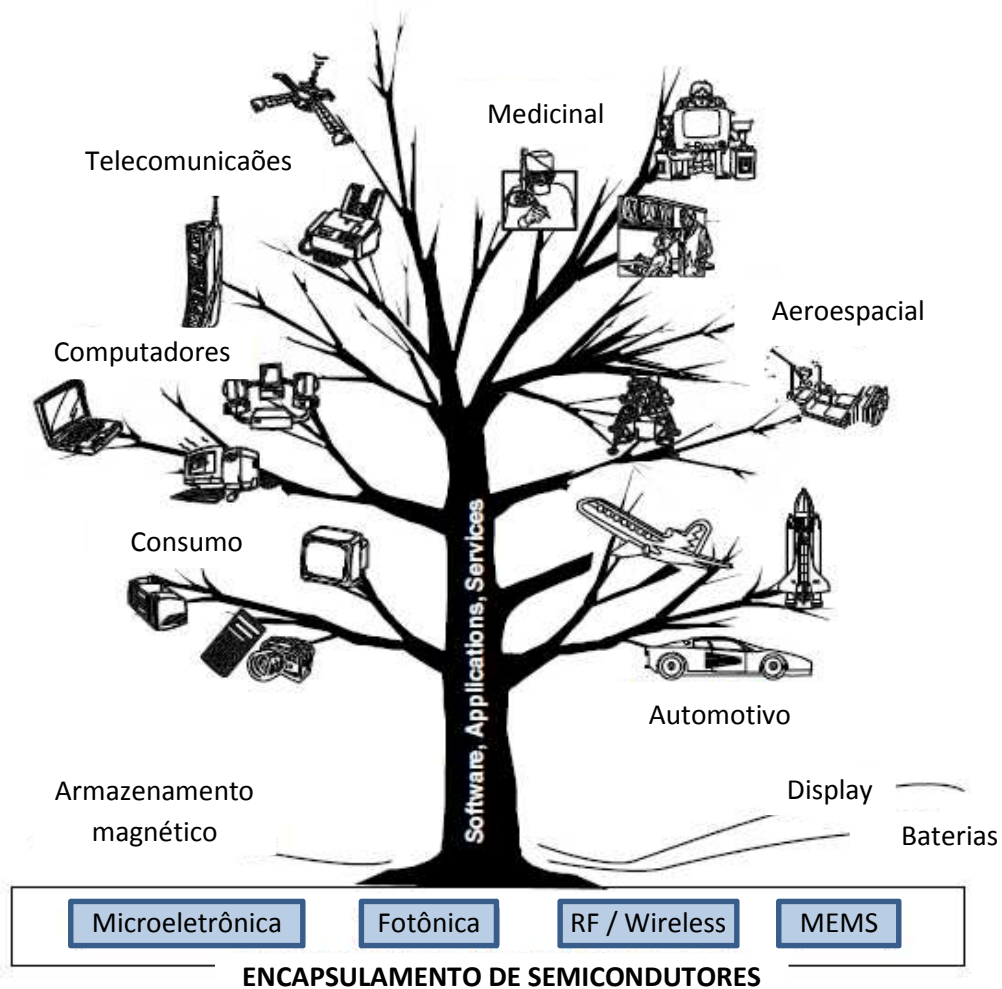 Medicinal
Telecomunicaões
Aeroespacial
Computadores
Consumo
Software, Applications, Services
Automotivo
Armazenamento
magnético
Display
Baterias
Microeletrônica
Fotônica
RF / Wireless
MEMS
ENCAPSULAMENTO DE SEMICONDUTORES